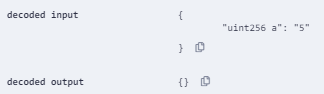 decoded input {
"uint256 a": "5"
}
decoded output {}